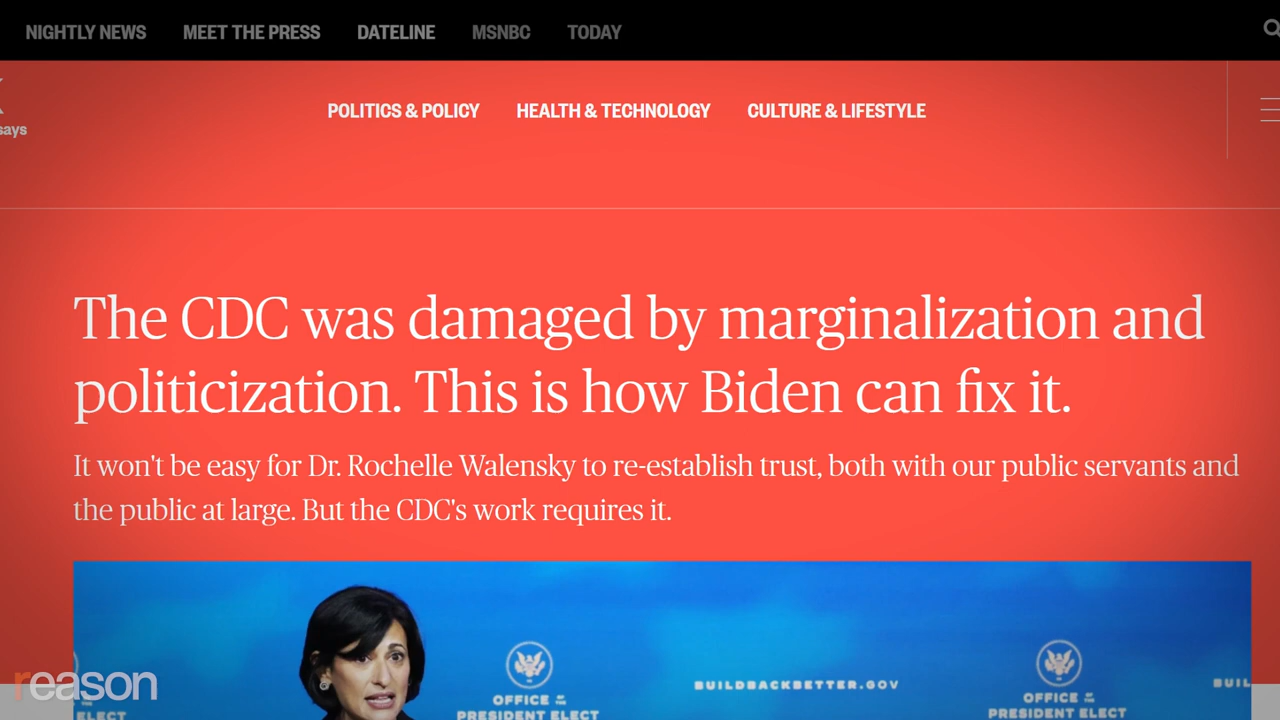 NIGHTLY NEWS MEET THE PRESS DATELINE MSNBC TODAY
says
POLITICS & POLICY HEALTH & TECHNOLOGY CULTURE & LIFESTYLE
The CDC was damaged by marginalization and
politicization. This is how Biden can fix it.
It won't be easy for Dr. Rochelle Walensky to re-establish trust, both with our public servants and
the public at large. But the CDC's work requires it.
reason
ELECT
OFFICE OF THE
PRESIDENT ELECT
BUILDBACKBETTER.GOV
OFFICE OF THE
PRESIDENT ELECT
BUIL